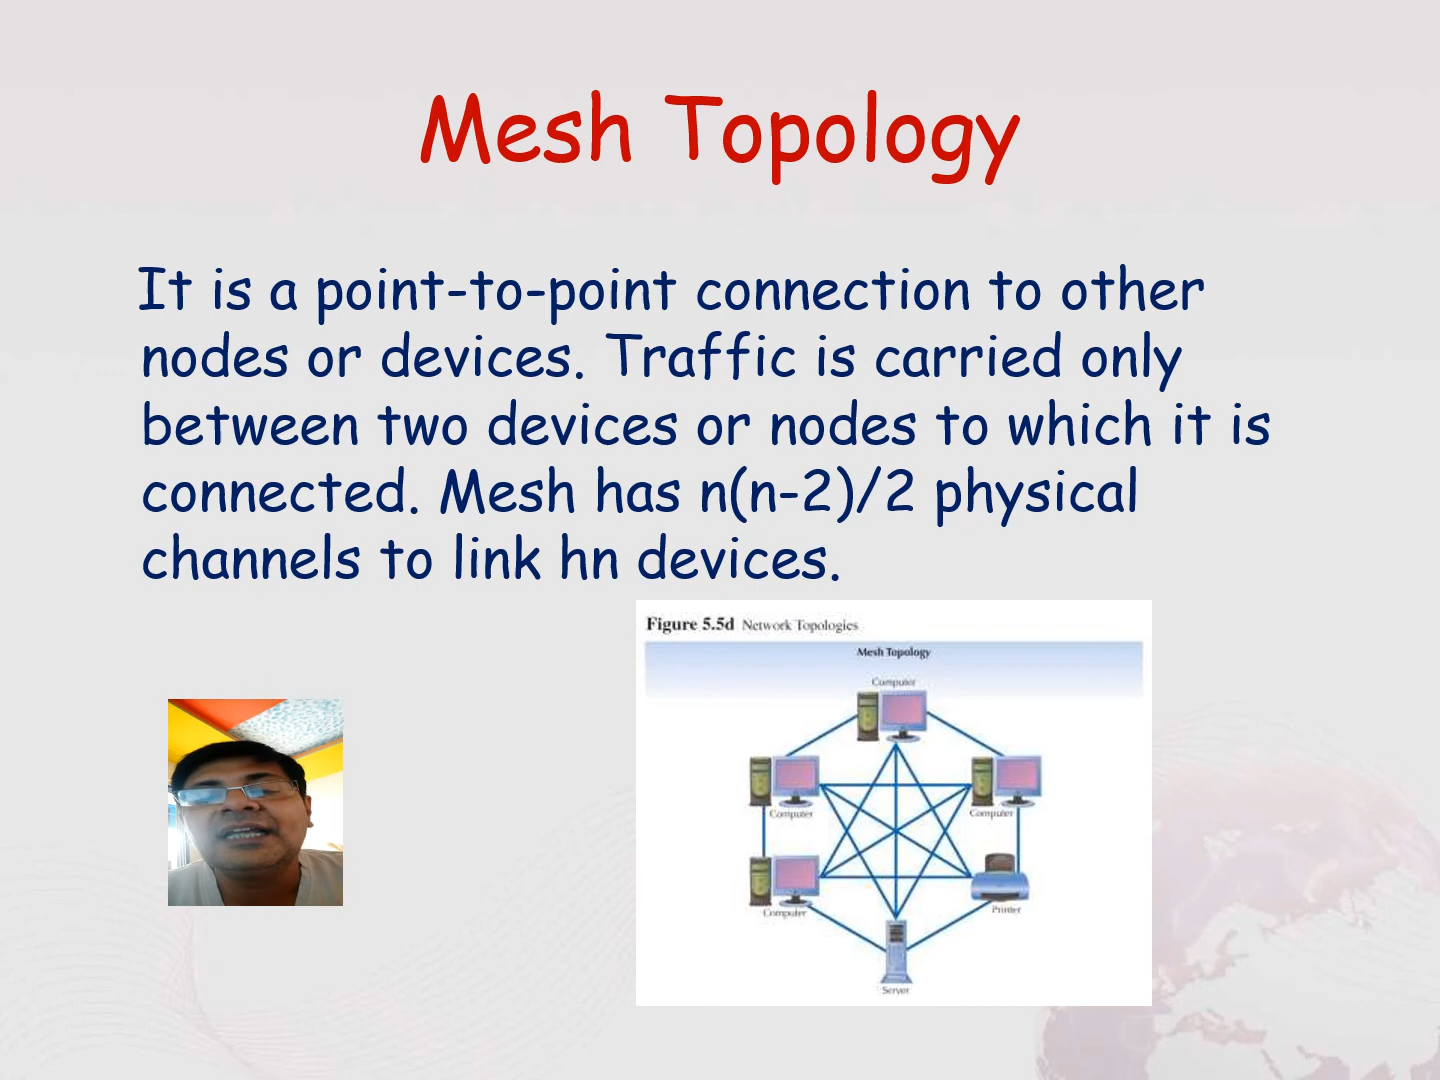 Mesh Topology
It is a point-to-point connection to other
nodes or devices. Traffic is carried only
between two devices or nodes to which it is
connected. Mesh has n(n-2)/2 physical
channels to link hn devices.
Figure 5.5d Network Topologies
Mesh Topology
Computer
Computer
Computer
Computer
Printer
Server